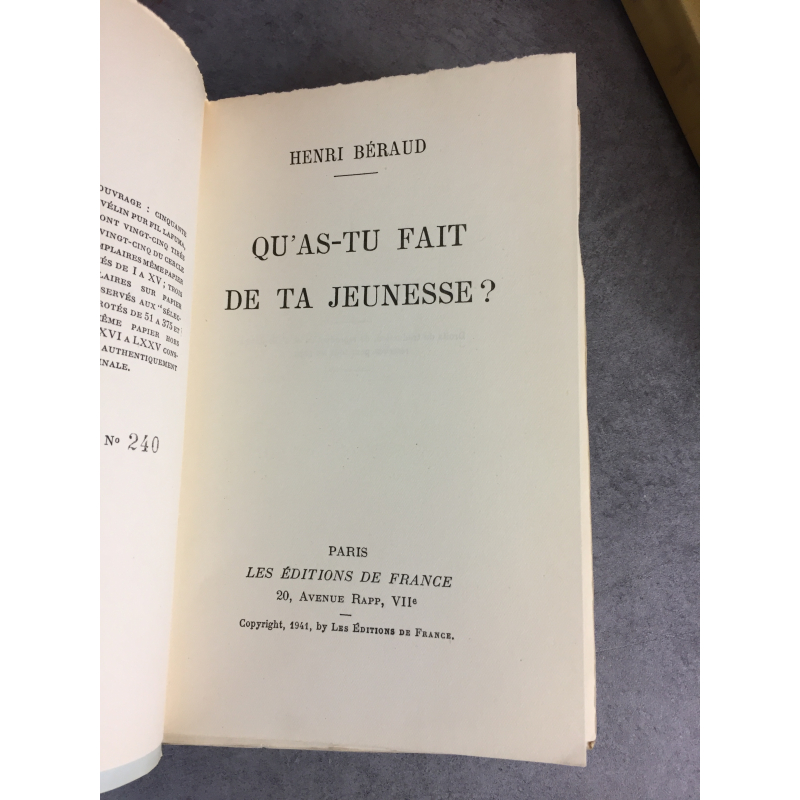 OUVRAGE : CINQUANTE
VÉLIN PUR FIL LAFUMA,
ONT VINGT-CINQ TIRÉS
VINGT-CINQ DU CERCLE
MPLAIRES MÊME PAPIER
TÉS DE I A XV ; TROIS
LAIRES SUR PAPIER
SERVÉS AUX "SÉLEC-
ROTÉS DE 51 A 375 ET
ÊME PAPIER HORS
XVI A LXXV CONS-
AUTHENTIQUEMENT
INALE.
Nº 240
HENRI BÉRAUD
QU'AS-TU FAIT
DE TA JEUNESSE ?
PARIS
LES ÉDITIONS DE FRANCE
20, AVENUE RAPP, VIIe
Copyright, 1941, by LES ÉDITIONS DE FRANCE.